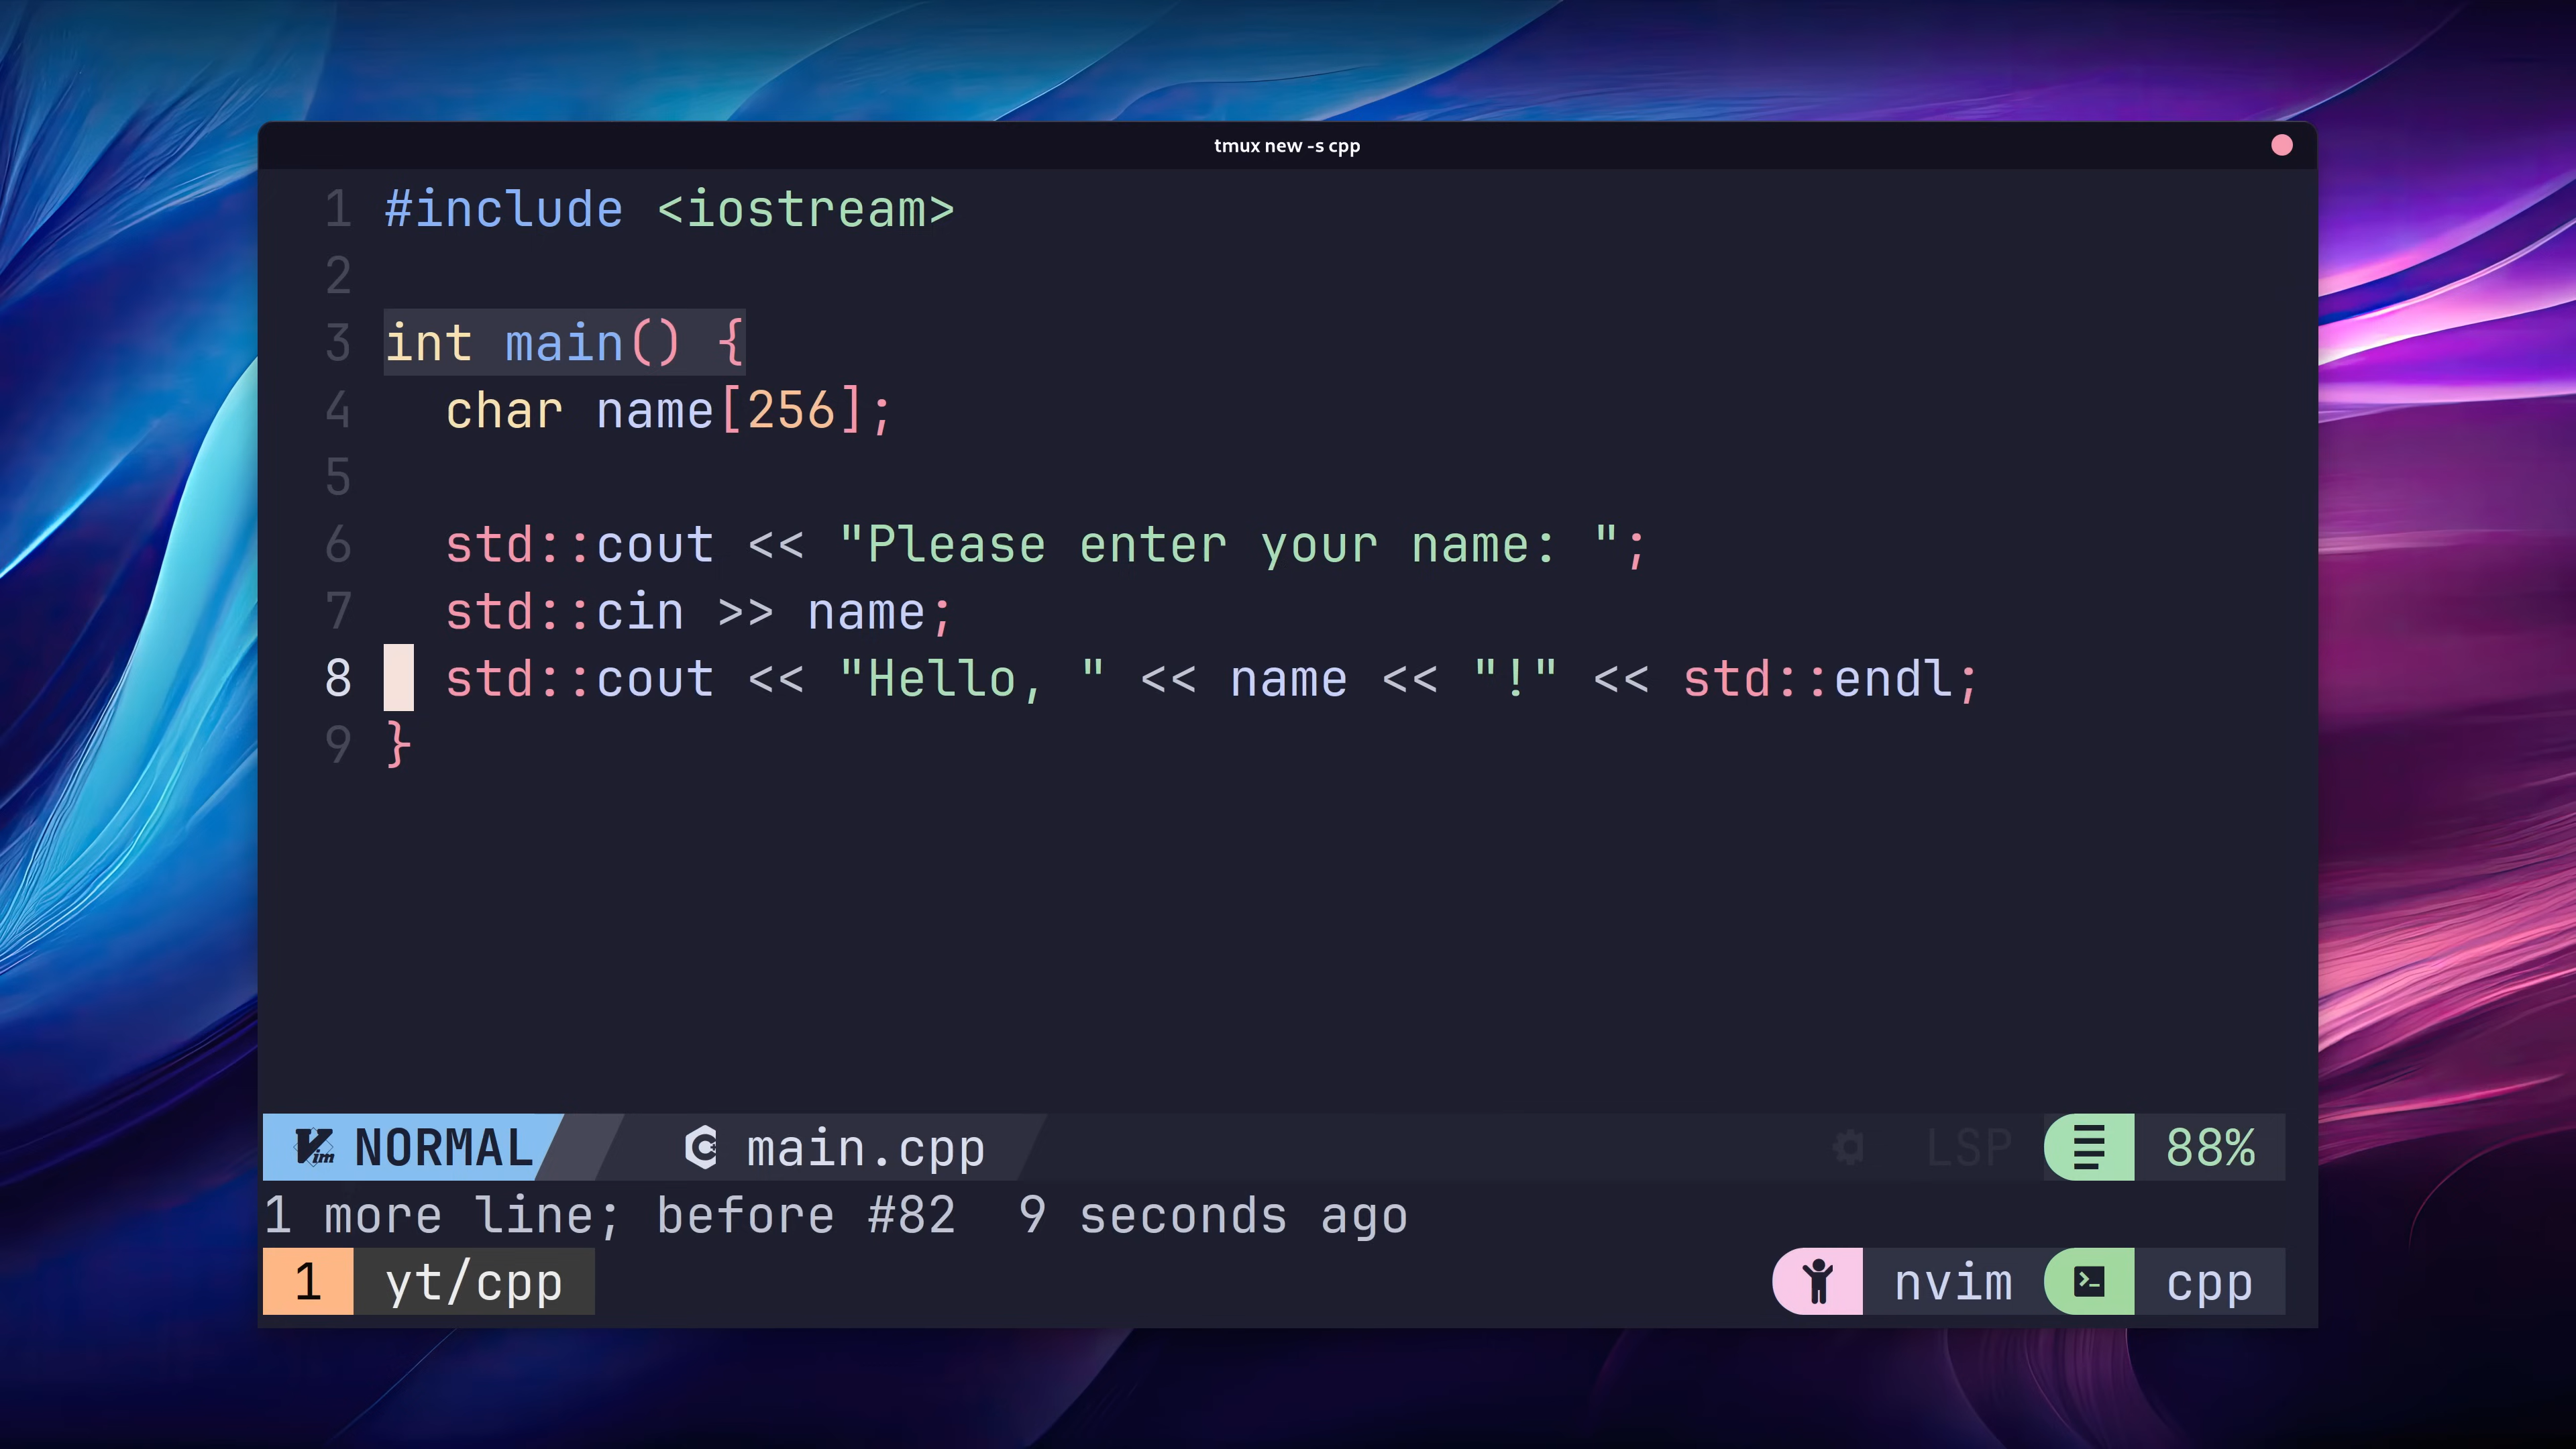 tmux new -s cpp
1 #include <iostream>
2
3 int main() {
4   char name[256];
5
6   std::cout << "Please enter your name: ";
7   std::cin >> name;
8   std::cout << "Hello, " << name << "!" << std::endl;
9 }
Vim NORMAL main.cpp LSP 88%
1 more line; before #82  9 seconds ago
1 yt/cpp nvim cpp